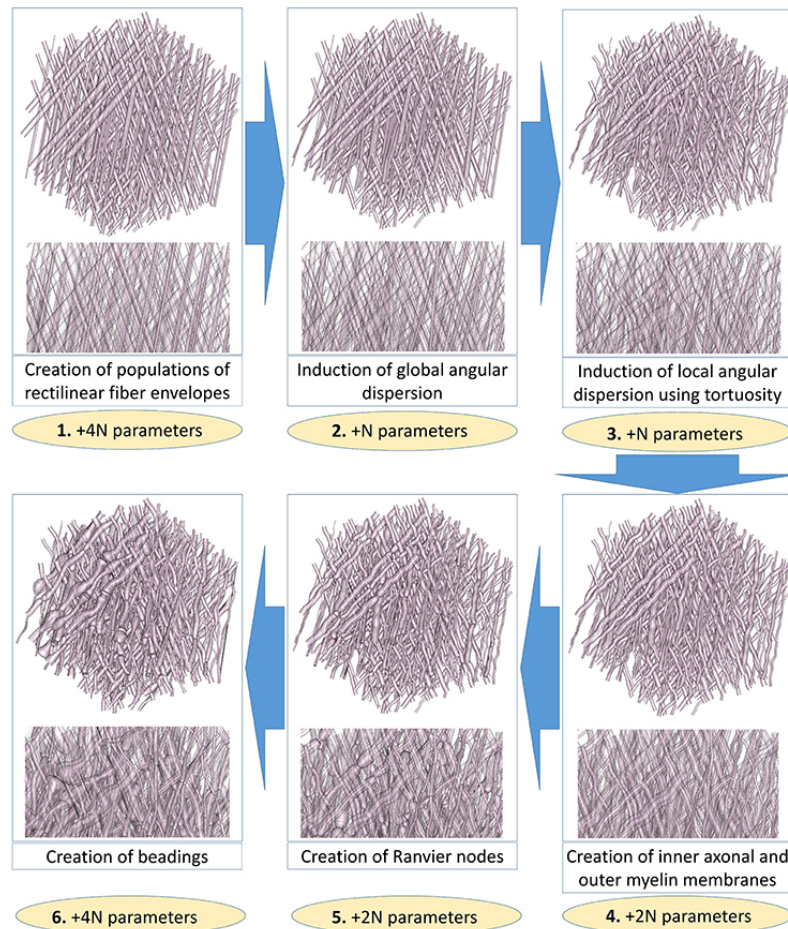 Creation of populations of
rectilinear fiber envelopes
1. +4N parameters
Induction of global angular
dispersion
2. +N parameters
Induction of local angular
dispersion using tortuosity
3. +N parameters
Creation of inner axonal and
outer myelin membranes
4. +2N parameters
Creation of Ranvier nodes
5. +2N parameters
Creation of beadings
6. +4N parameters